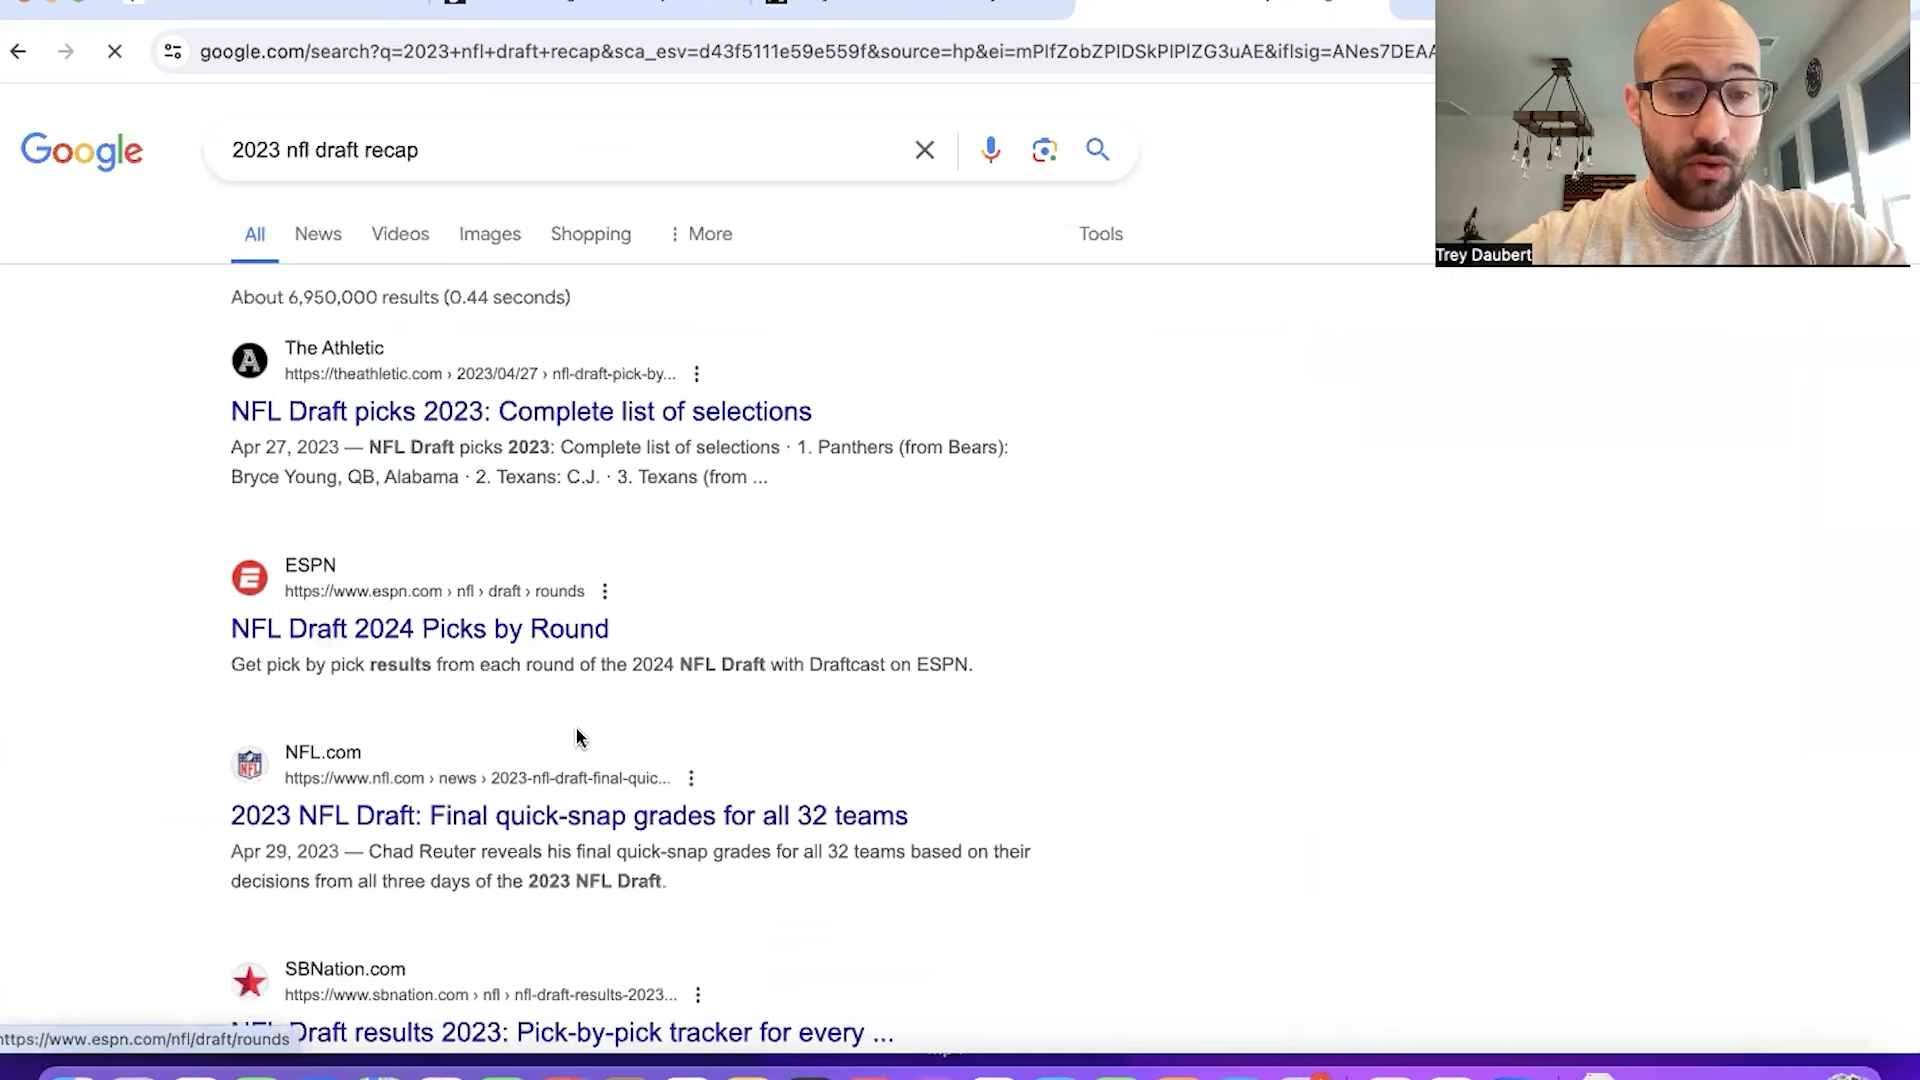 google.com/search?q=2023+nfl+draft+recap&sca_esv=d43f5111e59e559f&source=hp&ei=mPlfZobZPIDSkPIPlZG3uAE&iflsig=ANes7DEAA
Google
2023 nfl draft recap
All
News
Videos
Images
Shopping
More
Tools
Trey Daubert
About 6,950,000 results (0.44 seconds)
The Athletic
https://theathletic.com › 2023/04/27 › nfl-draft-pick-by...
NFL Draft picks 2023: Complete list of selections
Apr 27, 2023 — NFL Draft picks 2023: Complete list of selections · 1. Panthers (from Bears):
Bryce Young, QB, Alabama · 2. Texans: C.J. · 3. Texans (from ...
ESPN
https://www.espn.com › nfl › draft › rounds
NFL Draft 2024 Picks by Round
Get pick by pick results from each round of the 2024 NFL Draft with Draftcast on ESPN.
NFL.com
https://www.nfl.com › news › 2023-nfl-draft-final-quic...
2023 NFL Draft: Final quick-snap grades for all 32 teams
Apr 29, 2023 — Chad Reuter reveals his final quick-snap grades for all 32 teams based on their
decisions from all three days of the 2023 NFL Draft.
SBNation.com
https://www.sbnation.com › nfl › nfl-draft-results-2023...
NFL Draft results 2023: Pick-by-pick tracker for every ...
https://www.espn.com/nfl/draft/rounds